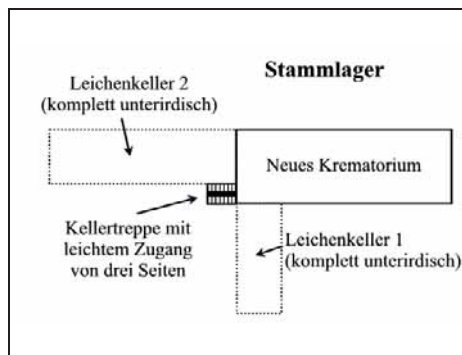 Stammlager
Leichenkeller 2
(komplett unterirdisch)
Neues Krematorium
Kellertreppe mit
leichtem Zugang
von drei Seiten
Leichenkeller 1
(komplett unterirdisch)